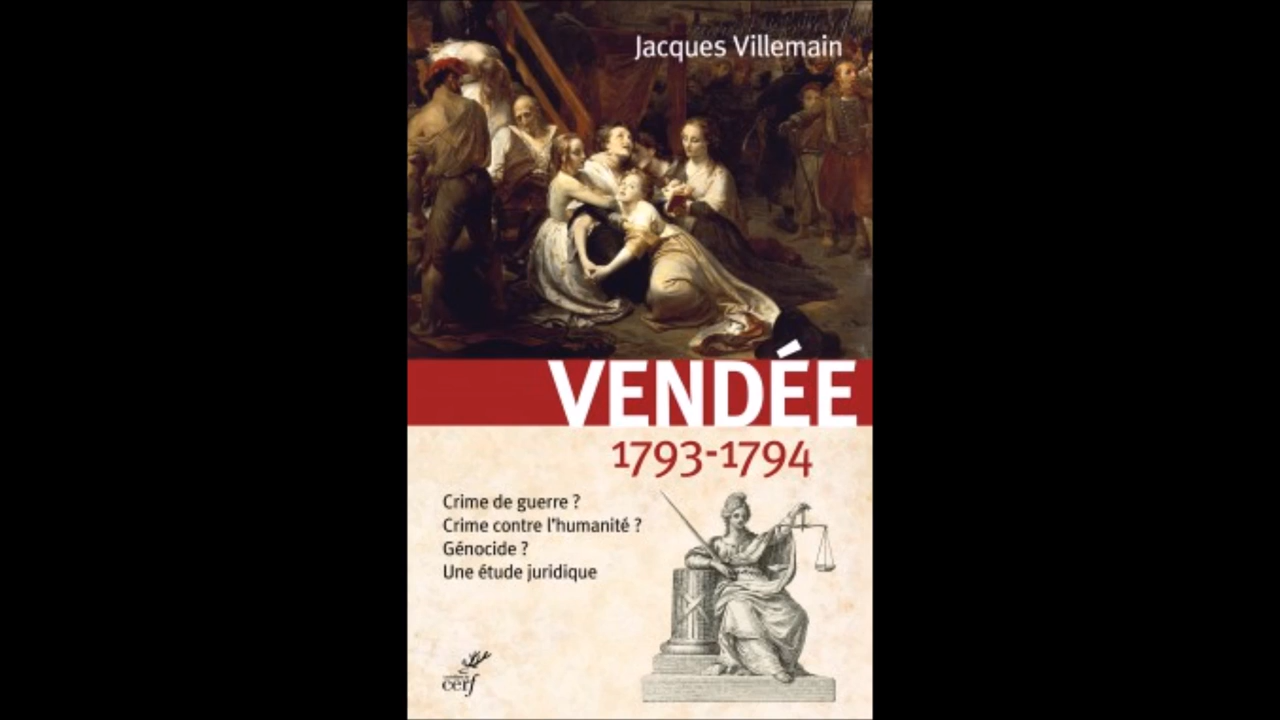 Jacques Villemain
VENDÉE
1793-1794
Crime de guerre ?
Crime contre l'humanité ?
Génocide ?
Une étude juridique
cerf